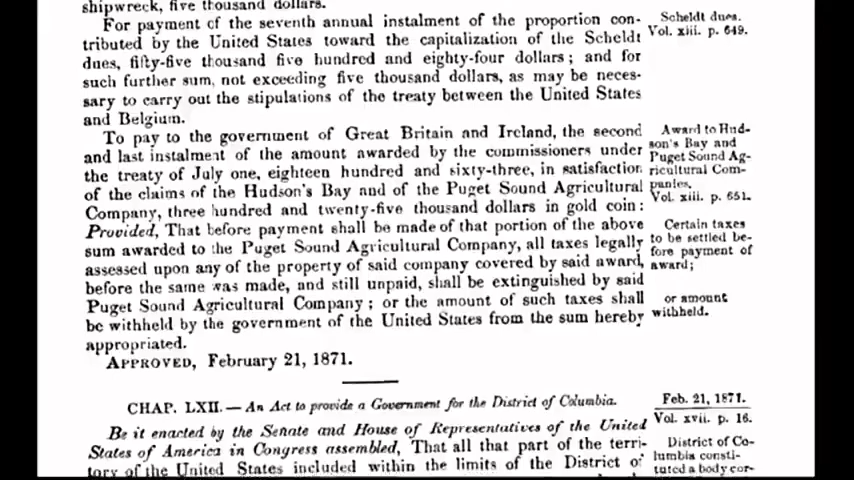 shipwreck, five thousand dollars.
For payment of the seventh annual instalment of the proportion con-
tributed by the United States toward the capitalization of the Scheldt
dues, fifty-five thousand five hundred and eighty-four dollars; and for
such further sum, not exceeding five thousand dollars, as may be neces-
sary to carry out the stipulations of the treaty between the United States
and Belgium.
Scheldt dues.
Vol. xiii. p. 649.
To pay to the government of Great Britain and Ireland, the second
and last instalment of the amount awarded by the commissioners under
the treaty of July one, eighteen hundred and sixty-three, in satisfaction
of the claims of the Hudson's Bay and of the Puget Sound Agricultural
Company, three hundred and twenty-five thousand dollars in gold coin:
Provided, That before payment shall be made of that portion of the above
sum awarded to the Puget Sound Agricultural Company, all taxes legally
assessed upon any of the property of said company covered by said award,
before the same was made, and still unpaid, shall be extinguished by said
Puget Sound Agricultural Company; or the amount of such taxes shall
be withheld by the government of the United States from the sum hereby
appropriated.
Award to Hud-
son's Bay and
Puget Sound Ag-
ricultural Com-
panies.
Vol. xiii. p. 651.
Certain taxes
to be settled be-
fore payment of
award;
or amount
withheld.
APPROVED, February 21, 1871.
CHAP. LXII.—An Act to provide a Government for the District of Columbia.
Feb. 21, 1871.
Vol. xvii. p. 16.
Be it enacted by the Senate and House of Representatives of the United
States of America in Congress assembled, That all that part of the terri-
tory of the United States included within the limits of the District of
District of Co-
lumbia consti-
tuted a body cor-